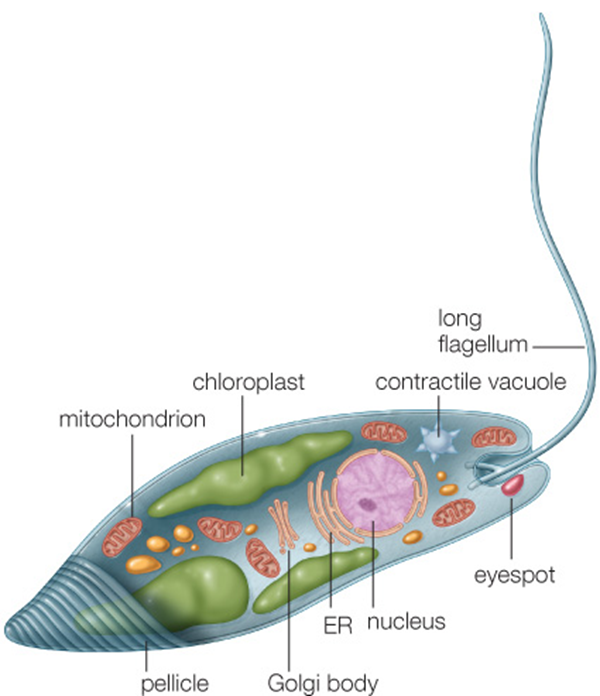 long
flagellum
chloroplast
contractile vacuole
mitochondrion
eyespot
ER
nucleus
pellicle
Golgi body